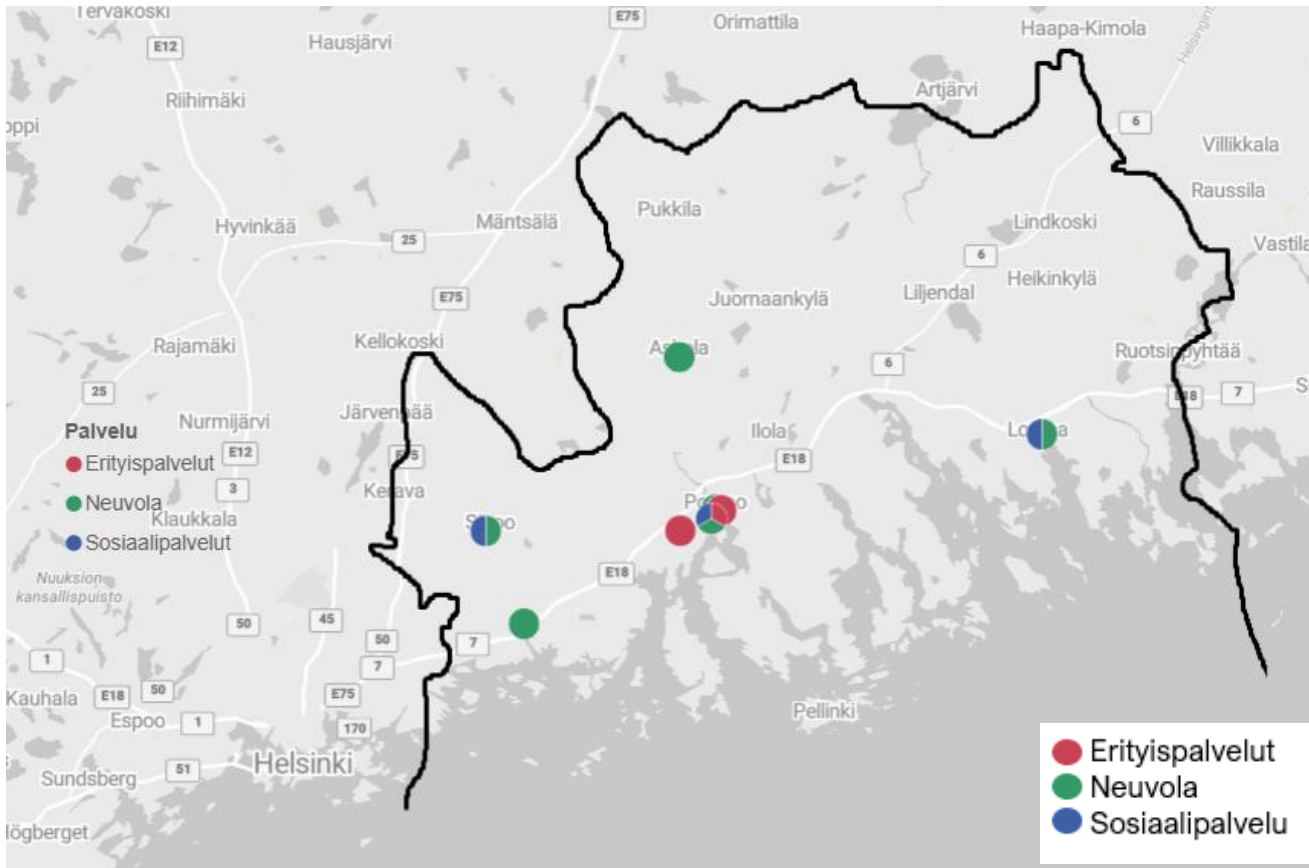 Tervakoski
E75
Orimattila
Haapa-Kimola
E12
Hausjärvi
Riihimäki
Artjärvi
6
Villikkala
Raussila
Pukkila
Hyvinkää
25
Mäntsälä
Lindkoski
Vastila
6
Heikinkylä
Liljendal
E75
Juornaankylä
Kellokoski
Rajamäki
Ruotsinpyhtää
6
25
7
Nurmijärvi
Järvenpää
Palvelu
Ilola
E12
Erityispalvelut
E18
3
Kerava
Neuvola
Klaukkala
Sosiaalipalvelut
E18
Nuuksion
kansallispuisto
50
45
50
7
7
1
50
E18
E75
Kauhala
Espoo
1
170
Pellinki
Helsinki
51
Sundsberg
Erityispalvelut
Neuvola
Sosiaalipalvelu